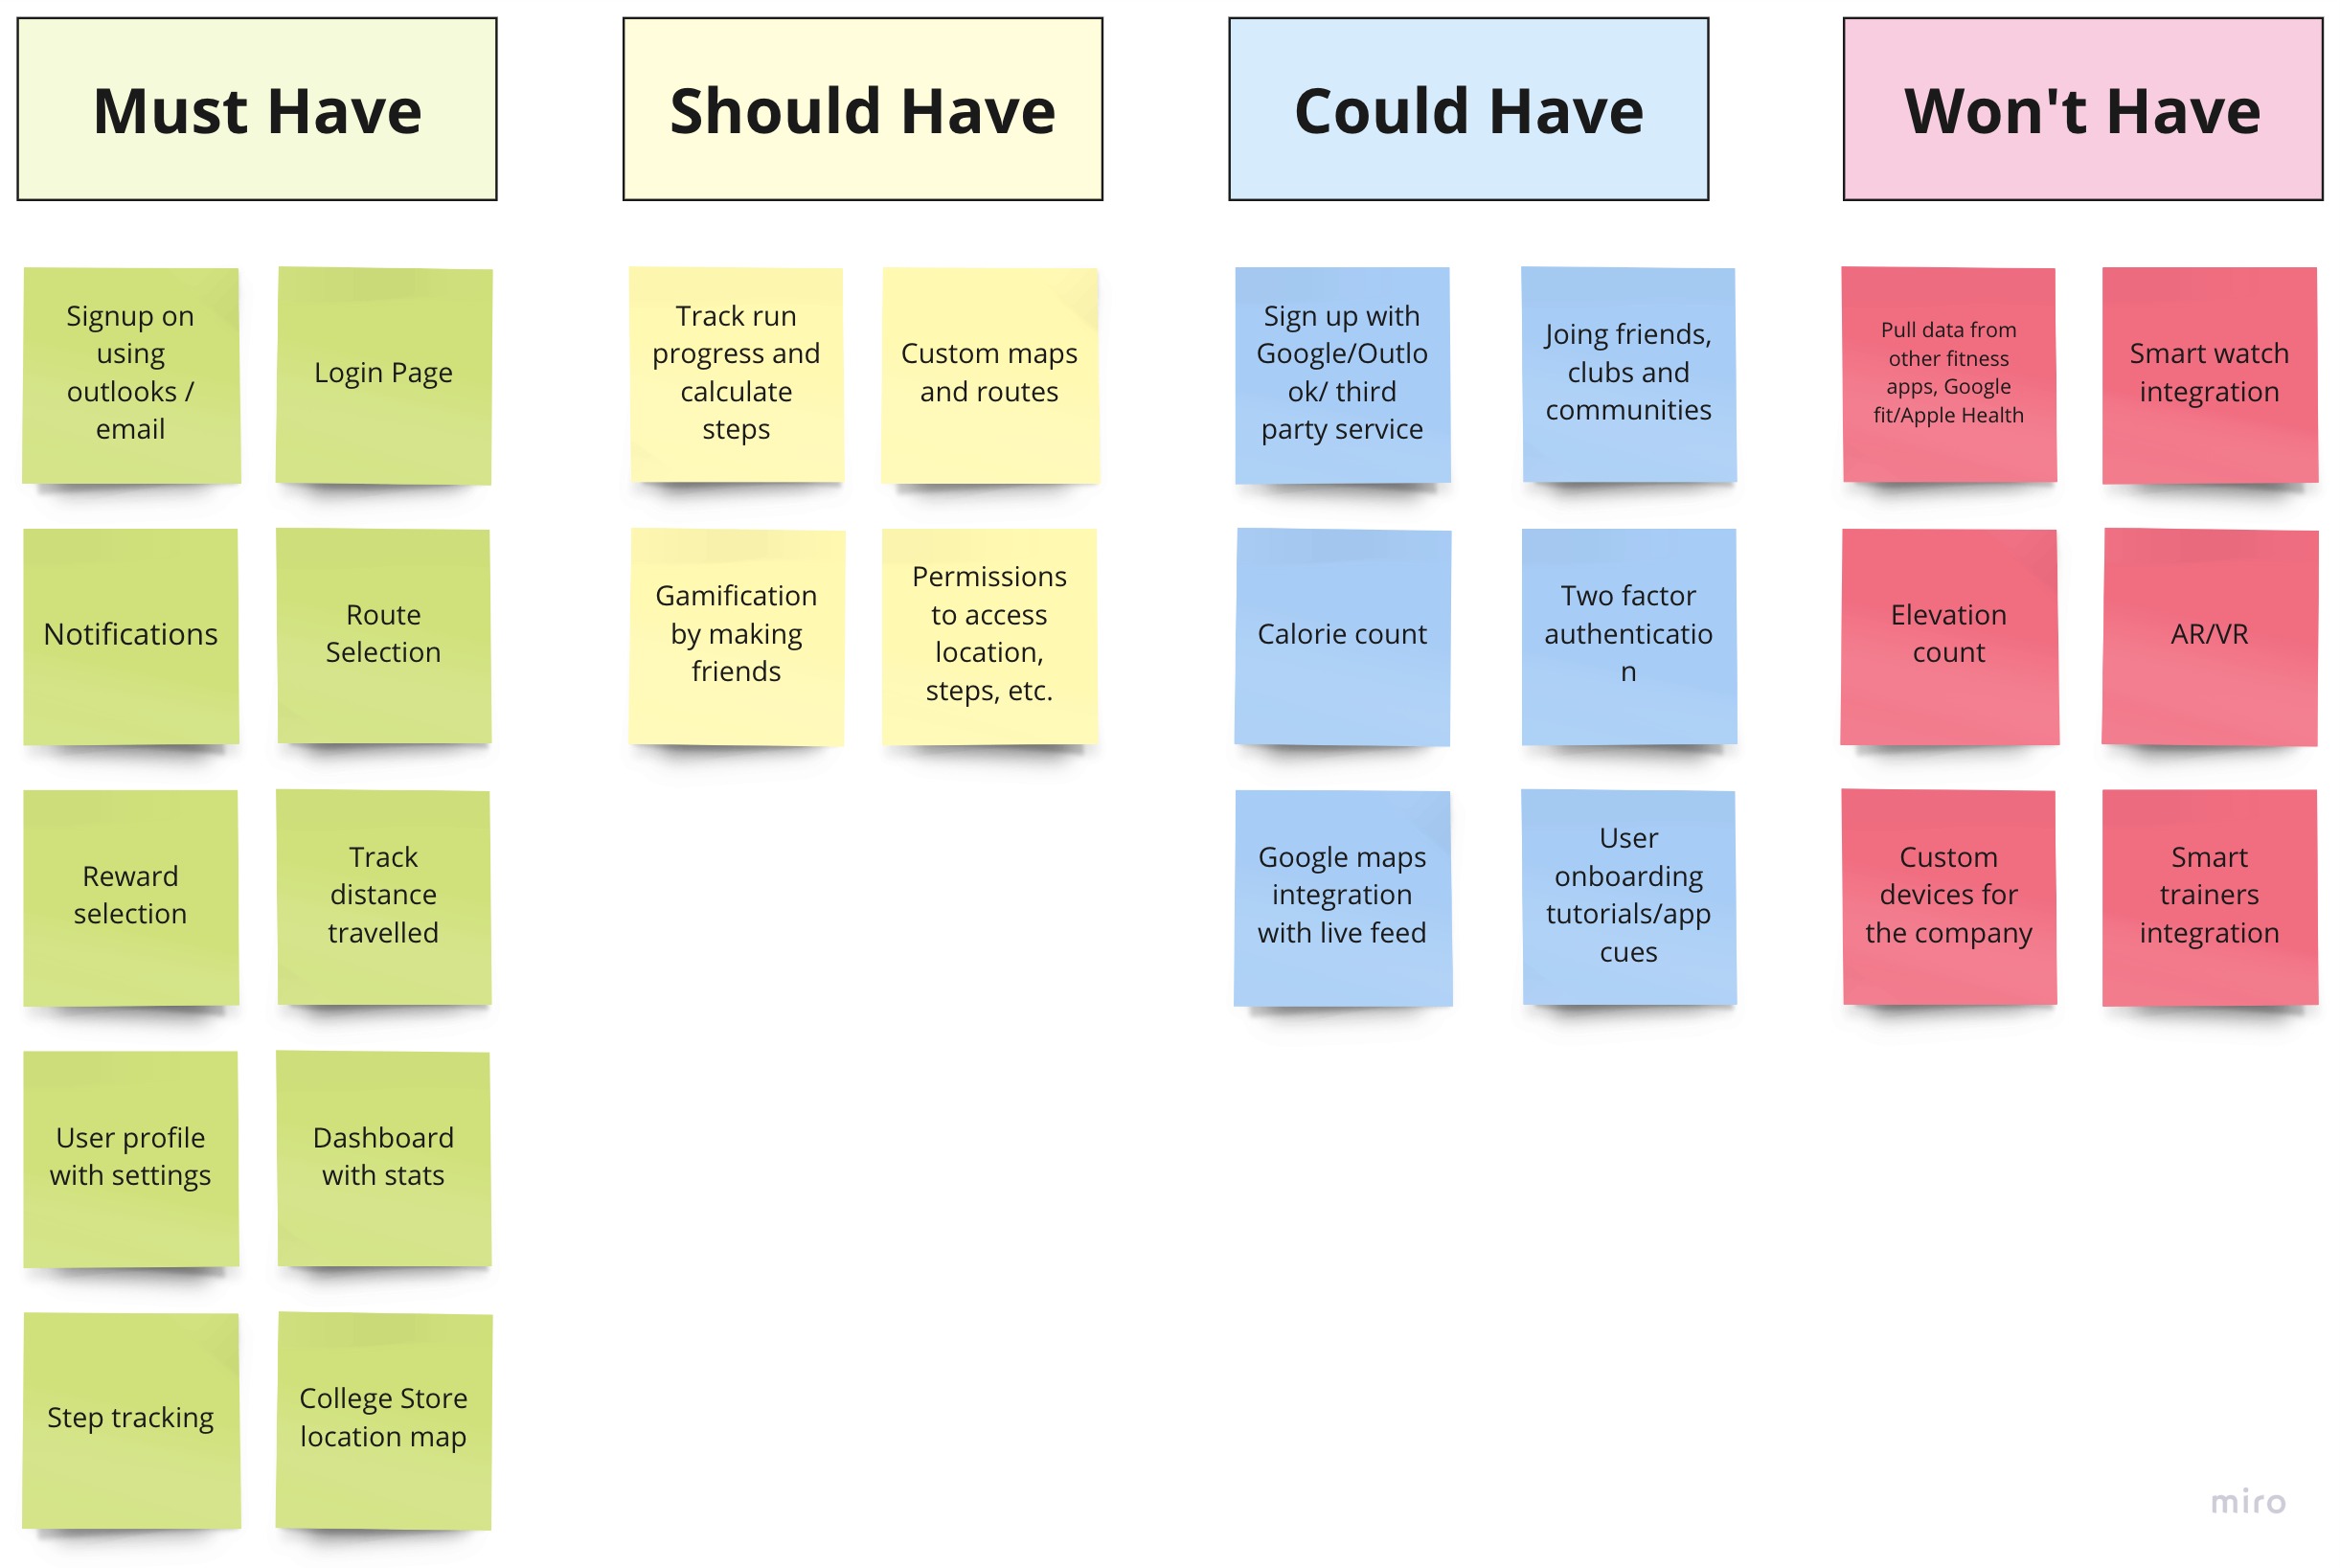 Must Have
Should Have
Could Have
Won't Have
Signup on
using
outlooks /
email
Login Page
Notifications
Route
Selection
Reward
selection
Track
distance
travelled
User profile
with settings
Dashboard
with stats
Step tracking
College Store
location map
Track run
progress and
calculate
steps
Custom maps
and routes
Gamification
by making
friends
Permissions
to access
location,
steps, etc.
Sign up with
Google/Outlo
ok/ third
party service
Joing friends,
clubs and
communities
Calorie count
Two factor
authenticatio
n
Google maps
integration
with live feed
User
onboarding
tutorials/app
cues
Pull data from
other fitness
apps, Google
fit/Apple Health
Smart watch
integration
Elevation
count
AR/VR
Custom
devices for
the company
Smart
trainers
integration
miro